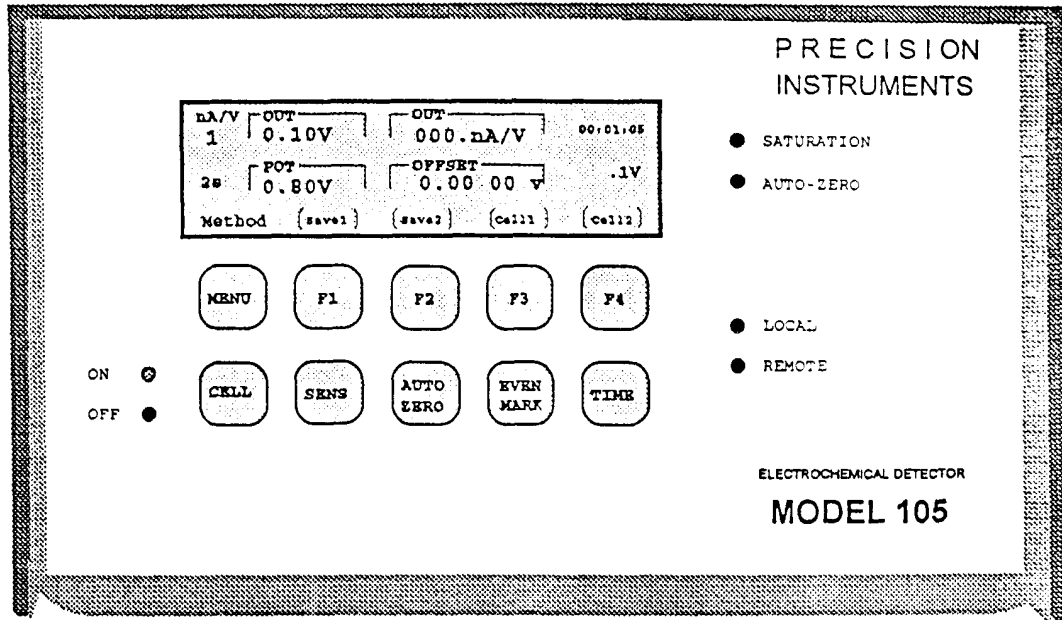 PRECISION
INSTRUMENTS
nA/V OUT OUT
1 0.10V 000.nA/V 00:01:05
POT OFFSET .1V
2s 0.80V 0.00 00 v
Method (Save1) (Save2) (Cell1) (Cell2)
SATURATION
AUTO-ZERO
MENU F1 F2 F3 F4
LOCAL
REMOTE
ON
OFF
CELL SENS AUTO ZERO EVEN MARK TIME
ELECTROCHEMICAL DETECTOR
MODEL 105